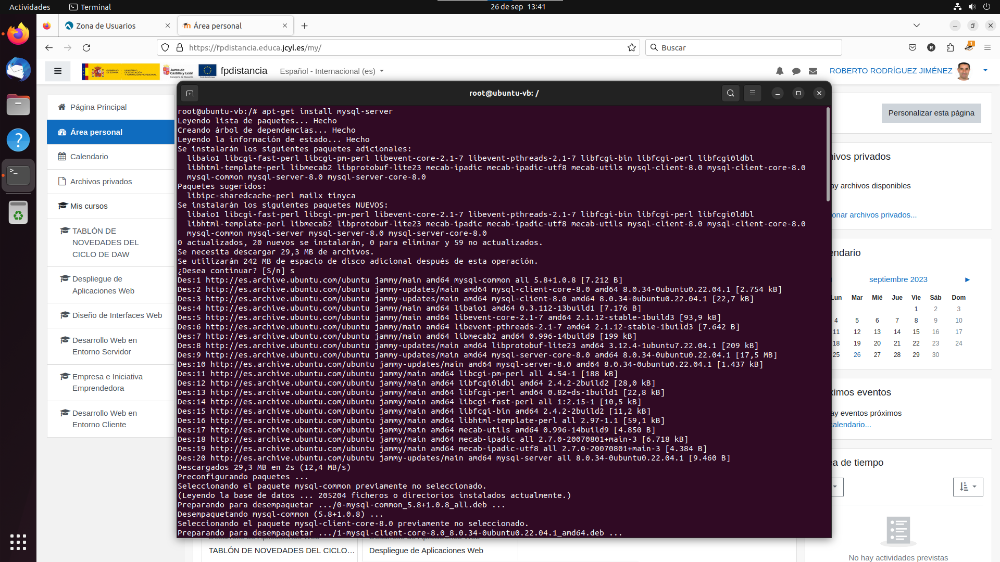 Actividades
Terminal
26 de sep 13:41
Zona de Usuarios
Área personal
https://fpdistancia.educa.jcyl.es/my/
Buscar
fpdistancia
Español - Internacional (es)
ROBERTO RODRÍGUEZ JIMÉNEZ
Página Principal
Área personal
Calendario
Archivos privados
Mis cursos
TABLÓN DE
NOVEDADES DEL
CICLO DE DAW
Despliegue de
Aplicaciones Web
Diseño de Interfaces Web
Desarrollo Web en
Entorno Servidor
Empresa e Iniciativa
Emprendedora
Desarrollo Web en
Entorno Cliente
root@ubuntu-vb: /
root@ubuntu-vb:/# apt-get install mysql-server
Leyendo lista de paquetes... Hecho
Creando árbol de dependencias... Hecho
Leyendo la información de estado... Hecho
Se instalarán los siguientes paquetes adicionales:
libaio1 libcgi-fast-perl libcgi-pm-perl libevent-core-2.1-7 libevent-pthreads-2.1-7 libfcgi-bin libfcgi-perl libfcgi0ldbl
libhtml-template-perl libmecab2 libprotobuf-lite23 mecab-ipadic mecab-ipadic-utf8 mecab-utils mysql-client-8.0 mysql-client-core-8.0
mysql-common mysql-server-8.0 mysql-server-core-8.0
Paquetes sugeridos:
libipc-sharedcache-perl mailx tinyca
Se instalarán los siguientes paquetes NUEVOS:
libaio1 libcgi-fast-perl libcgi-pm-perl libevent-core-2.1-7 libevent-pthreads-2.1-7 libfcgi-bin libfcgi-perl libfcgi0ldbl
libhtml-template-perl libmecab2 libprotobuf-lite23 mecab-ipadic mecab-ipadic-utf8 mecab-utils mysql-client-8.0 mysql-client-core-8.0
mysql-common mysql-server mysql-server-8.0 mysql-server-core-8.0
0 actualizados, 20 nuevos se instalarán, 0 para eliminar y 59 no actualizados.
Se necesita descargar 29,3 MB de archivos.
Se utilizarán 242 MB de espacio de disco adicional después de esta operación.
¿Desea continuar? [S/n] s
Des:1 http://es.archive.ubuntu.com/ubuntu jammy/main amd64 mysql-common all 5.8+1.0.8 [7.212 B]
Des:2 http://es.archive.ubuntu.com/ubuntu jammy-updates/main amd64 mysql-client-core-8.0 amd64 8.0.34-0ubuntu0.22.04.1 [2.754 kB]
Des:3 http://es.archive.ubuntu.com/ubuntu jammy-updates/main amd64 mysql-client-8.0 amd64 8.0.34-0ubuntu0.22.04.1 [22,7 kB]
Des:4 http://es.archive.ubuntu.com/ubuntu jammy/main amd64 libaio1 amd64 0.3.112-13build1 [7.176 B]
Des:5 http://es.archive.ubuntu.com/ubuntu jammy/main amd64 libevent-core-2.1-7 amd64 2.1.12-stable-1build3 [93,9 kB]
Des:6 http://es.archive.ubuntu.com/ubuntu jammy/main amd64 libevent-pthreads-2.1-7 amd64 2.1.12-stable-1build3 [7.642 B]
Des:7 http://es.archive.ubuntu.com/ubuntu jammy/main amd64 libmecab2 amd64 0.996-14build9 [199 kB]
Des:8 http://es.archive.ubuntu.com/ubuntu jammy-updates/main amd64 libprotobuf-lite23 amd64 3.12.4-1ubuntu7.22.04.1 [209 kB]
Des:9 http://es.archive.ubuntu.com/ubuntu jammy-updates/main amd64 mysql-server-core-8.0 amd64 8.0.34-0ubuntu0.22.04.1 [17,5 MB]
Des:10 http://es.archive.ubuntu.com/ubuntu jammy-updates/main amd64 mysql-server-8.0 amd64 8.0.34-0ubuntu0.22.04.1 [1.437 kB]
Des:11 http://es.archive.ubuntu.com/ubuntu jammy/main amd64 libcgi-pm-perl all 4.54-1 [188 kB]
Des:12 http://es.archive.ubuntu.com/ubuntu jammy/main amd64 libfcgi0ldbl amd64 2.4.2-2build2 [28,0 kB]
Des:13 http://es.archive.ubuntu.com/ubuntu jammy/main amd64 libfcgi-perl amd64 0.82+ds-1build1 [22,8 kB]
Des:14 http://es.archive.ubuntu.com/ubuntu jammy/main amd64 libcgi-fast-perl all 1:2.15-1 [10,5 kB]
Des:15 http://es.archive.ubuntu.com/ubuntu jammy/main amd64 libfcgi-bin amd64 2.4.2-2build2 [11,2 kB]
Des:16 http://es.archive.ubuntu.com/ubuntu jammy/main amd64 libhtml-template-perl all 2.97-1.1 [59,1 kB]
Des:17 http://es.archive.ubuntu.com/ubuntu jammy/main amd64 mecab-utils amd64 0.996-14build9 [4.850 B]
Des:18 http://es.archive.ubuntu.com/ubuntu jammy/main amd64 mecab-ipadic all 2.7.0-20070801+main-3 [6.718 kB]
Des:19 http://es.archive.ubuntu.com/ubuntu jammy/main amd64 mecab-ipadic-utf8 all 2.7.0-20070801+main-3 [4.384 B]
Des:20 http://es.archive.ubuntu.com/ubuntu jammy-updates/main amd64 mysql-server all 8.0.34-0ubuntu0.22.04.1 [9.460 B]
Descargados 29,3 MB en 2s (12,4 MB/s)
Preconfigurando paquetes ...
Seleccionando el paquete mysql-common previamente no seleccionado.
(Leyendo la base de datos ... 205204 ficheros o directorios instalados actualmente.)
Preparando para desempaquetar .../0-mysql-common_5.8+1.0.8_all.deb ...
Desempaquetando mysql-common (5.8+1.0.8) ...
Seleccionando el paquete mysql-client-core-8.0 previamente no seleccionado.
Preparando para desempaquetar .../1-mysql-client-core-8.0_8.0.34-0ubuntu0.22.04.1_amd64.deb ...
TABLÓN DE NOVEDADES DEL CICLO…
Despliegue de Aplicaciones Web
Personalizar esta página
ivos privados
ay archivos disponibles
onar archivos privados...
endario
septiembre 2023 ►
Lun Mar Mié Jue Vie Sáb Dom
1 2 3
4 5 6 7 8 9 10
11 12 13 14 15 16 17
18 19 20 21 22 23 24
25 26 27 28 29 30
ximos eventos
ay eventos próximos
calendario...
a de tiempo
No hay actividades previstas